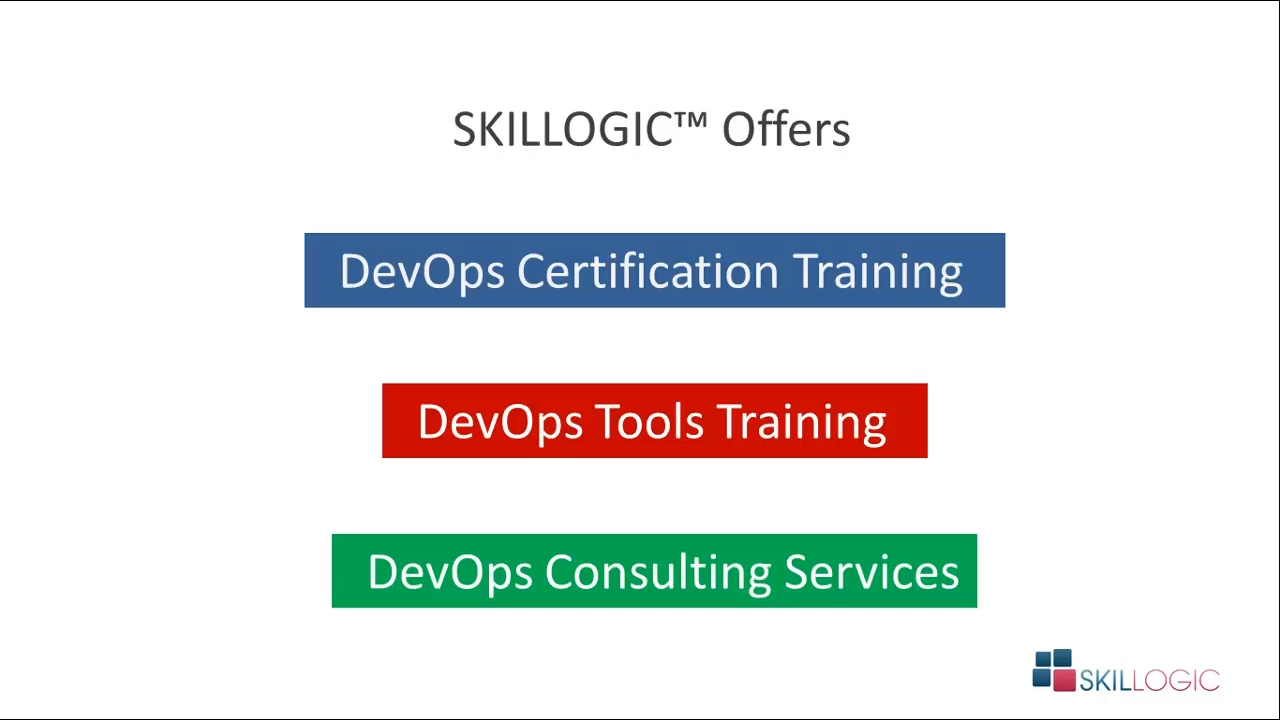 SKILLOGIC™ Offers
DevOps Certification Training
DevOps Tools Training
DevOps Consulting Services
SKILLOGIC